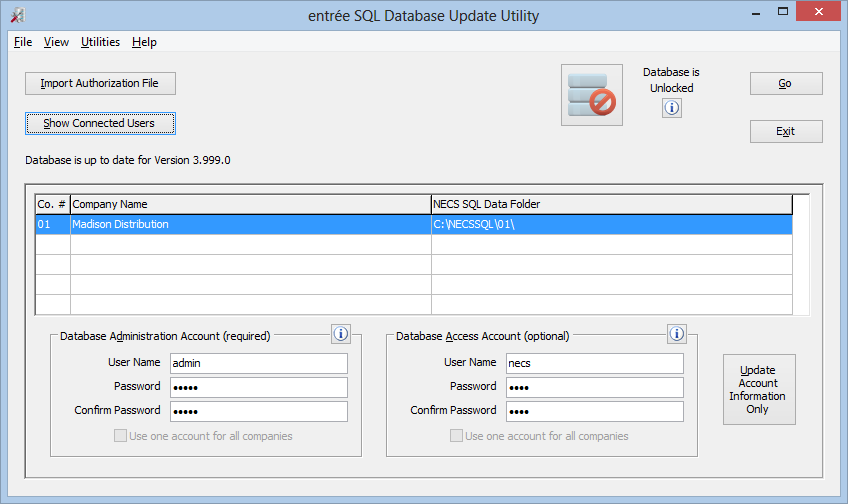 entrée SQL Database Update Utility
File View Utilities Help
Import Authorization File
Database is
Unlocked
Go
Show Connected Users
Exit
Database is up to date for Version 3.999.0
Co. # Company Name NECS SQL Data Folder
01 Madison Distribution C:\NECSSQL\01\
Database Administration Account (required)
User Name admin
Password •••••
Confirm Password •••••
Use one account for all companies
Database Access Account (optional)
User Name necs
Password ••••
Confirm Password ••••
Use one account for all companies
Update
Account
Information
Only